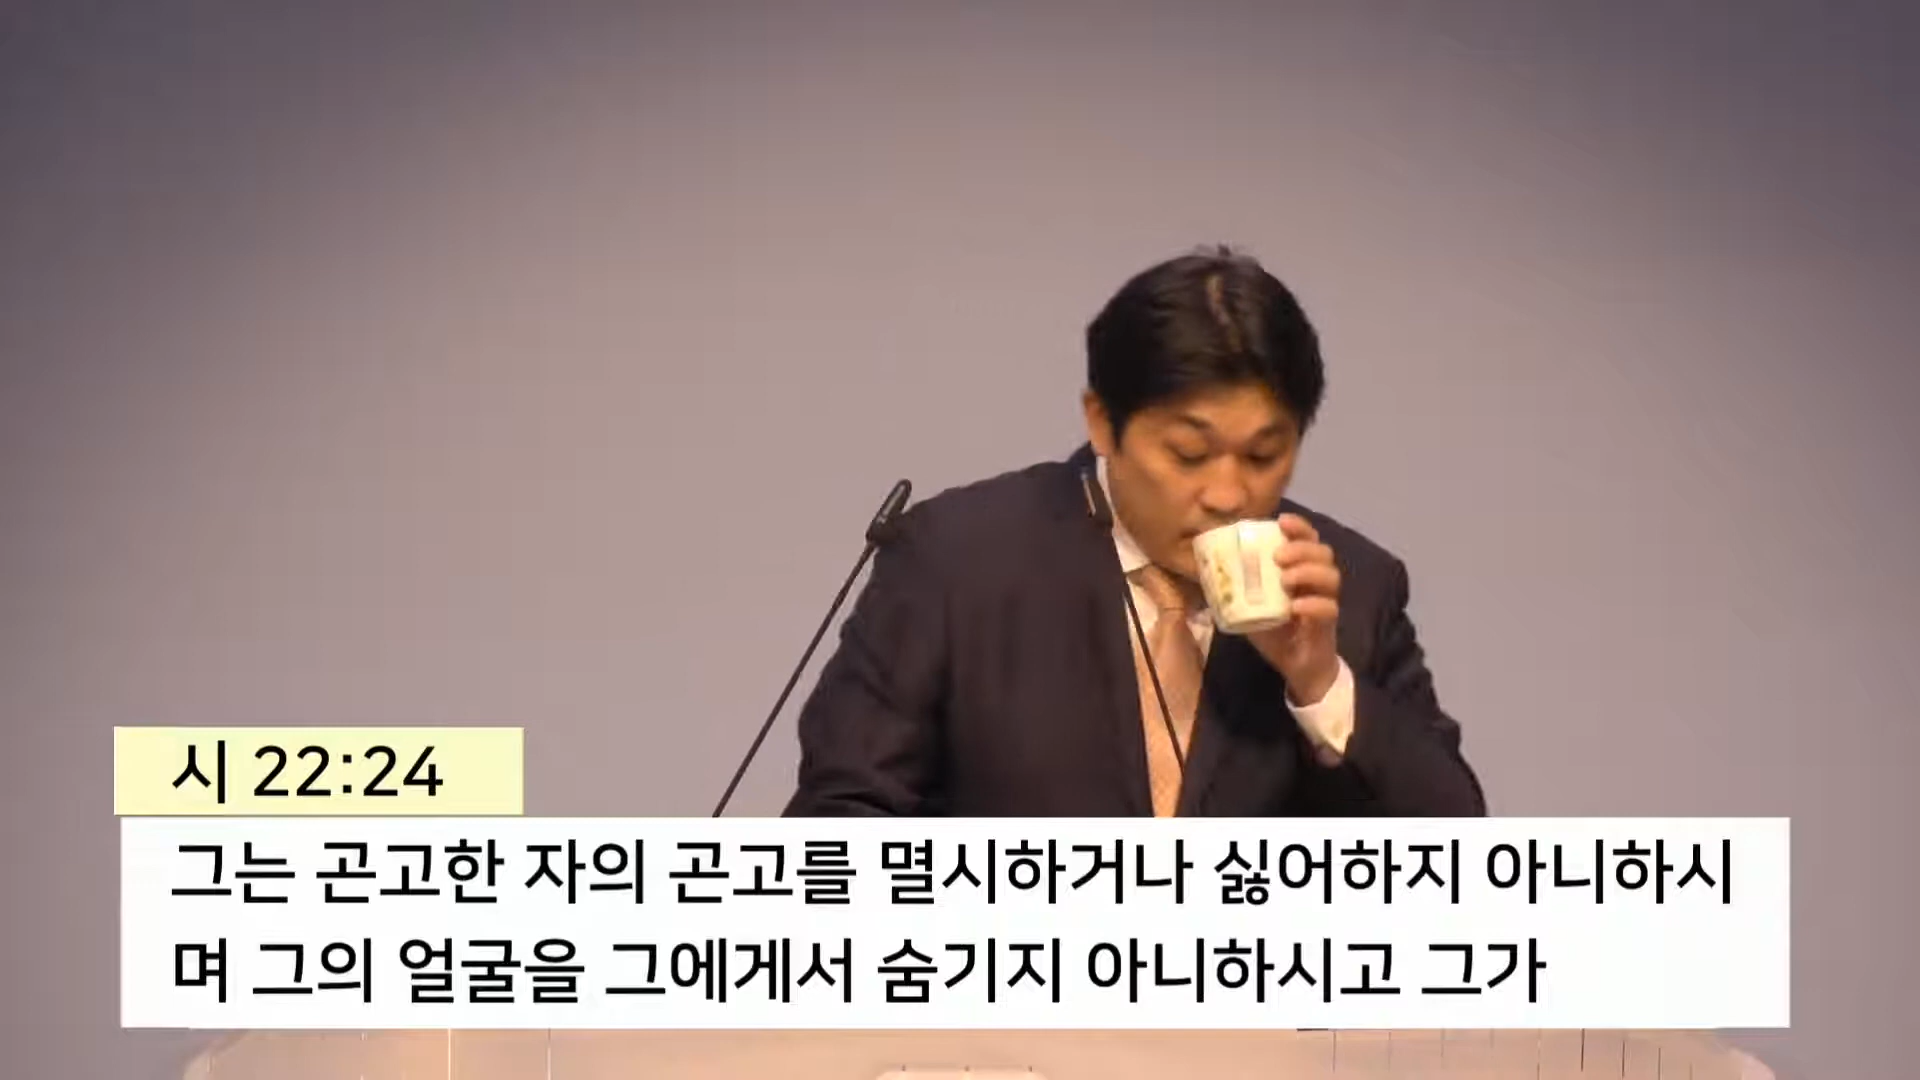 시 22:24
그는 곤고한 자의 곤고를 멸시하거나 싫어하지 아니하시
며 그의 얼굴을 그에게서 숨기지 아니하시고 그가